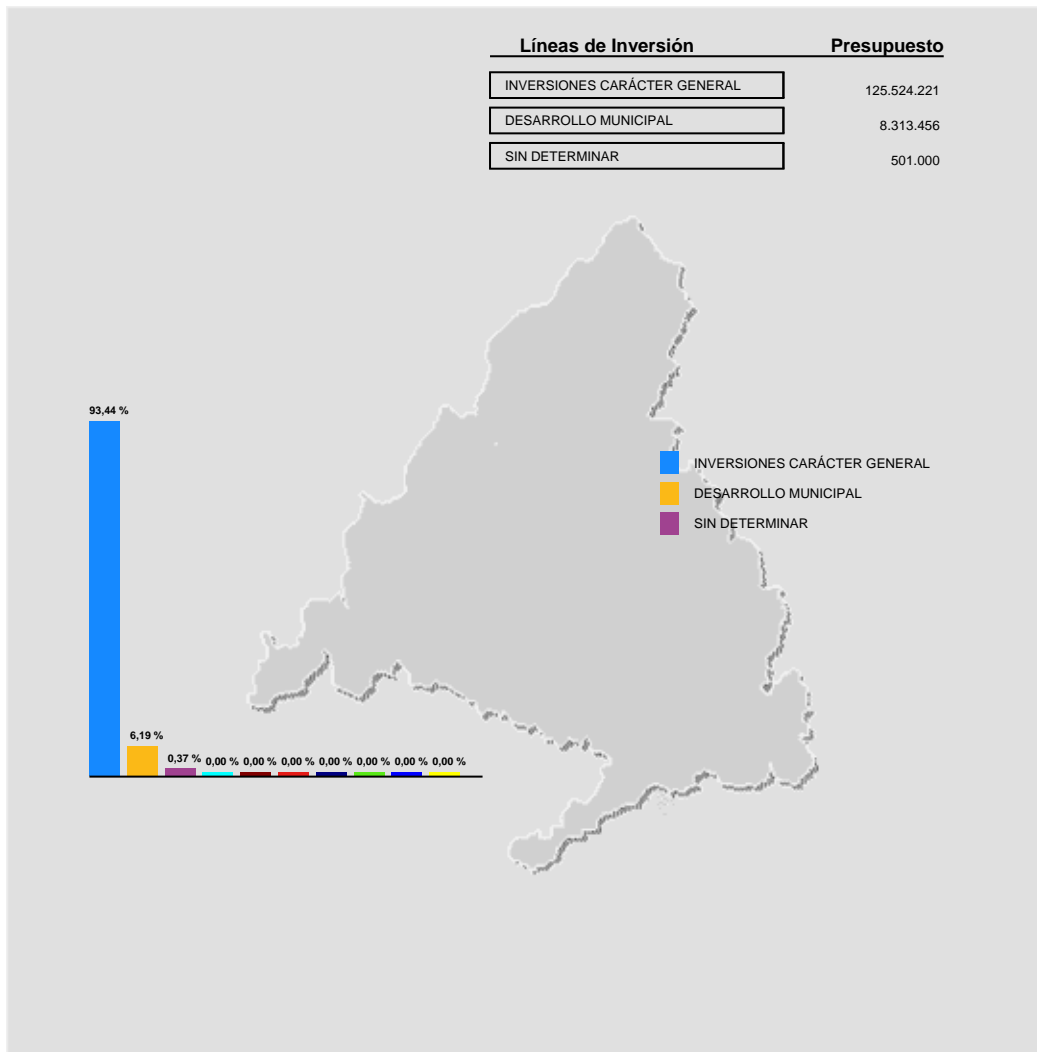 Líneas de Inversión Presupuesto
INVERSIONES CARÁCTER GENERAL 125.524.221
DESARROLLO MUNICIPAL 8.313.456
SIN DETERMINAR 501.000
93,44 %
INVERSIONES CARÁCTER GENERAL
DESARROLLO MUNICIPAL
SIN DETERMINAR
6,19 %
0,37 % 0,00 % 0,00 % 0,00 % 0,00 % 0,00 % 0,00 % 0,00 %